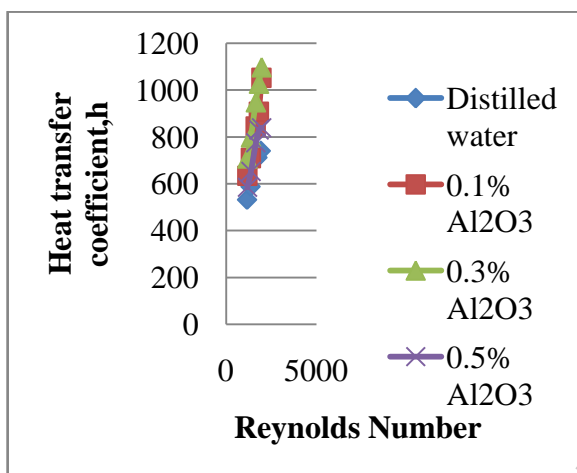 Heat transfer
coefficient,h
1200
1000
800
600
400
200
0
0 5000
Reynolds Number
Distilled
water
0.1%
Al2O3
0.3%
Al2O3
0.5%
Al2O3